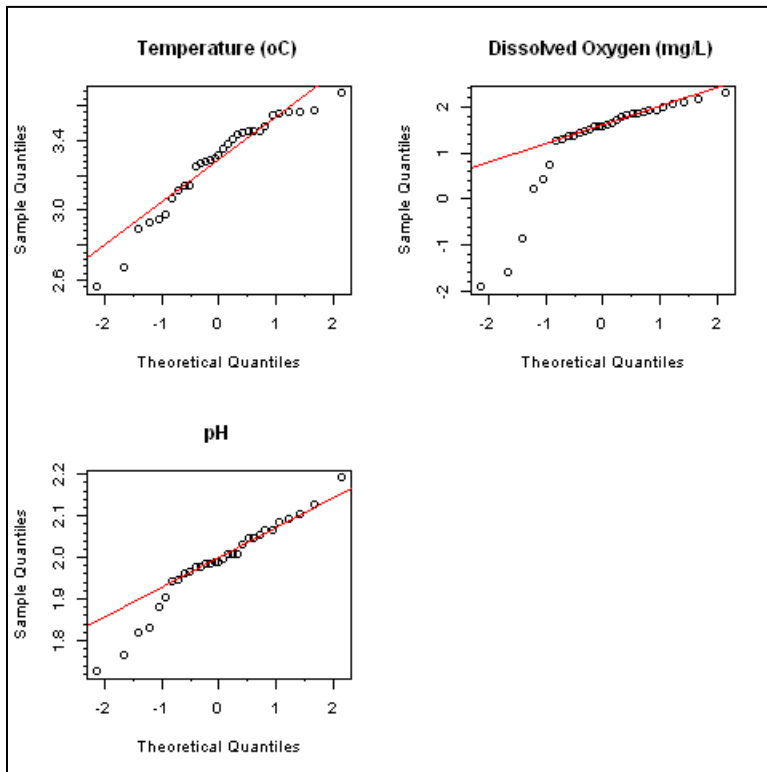 Temperature (oC)
Sample Quantiles
2.6 3.0 3.4
-2 -1 0 1 2
Theoretical Quantiles
Dissolved Oxygen (mg/L)
Sample Quantiles
-2 -1 0 1 2
-2 -1 0 1 2
Theoretical Quantiles
pH
Sample Quantiles
1.8 1.9 2.0 2.1 2.2
-2 -1 0 1 2
Theoretical Quantiles